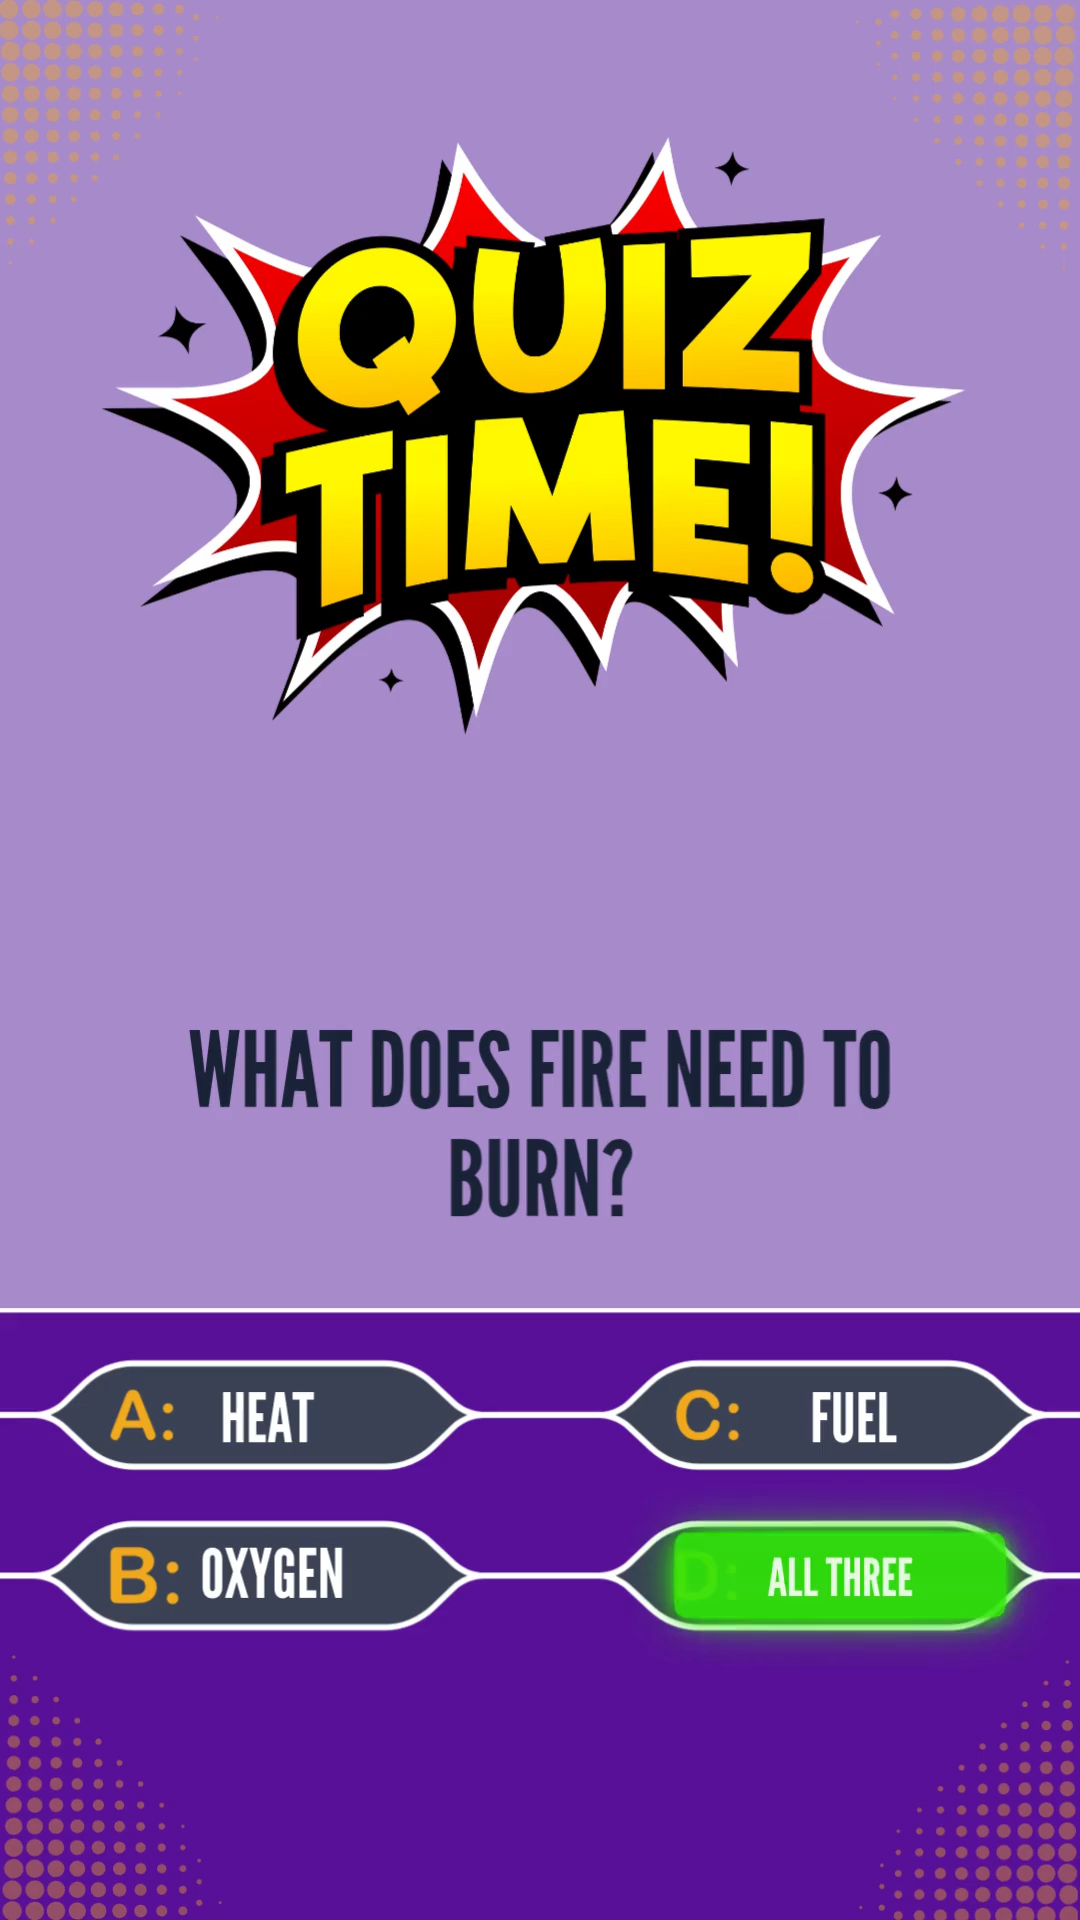 QUIZ
TIME!
WHAT DOES FIRE NEED TO
BURN?
A: HEAT
C: FUEL
B: OXYGEN
D: ALL THREE